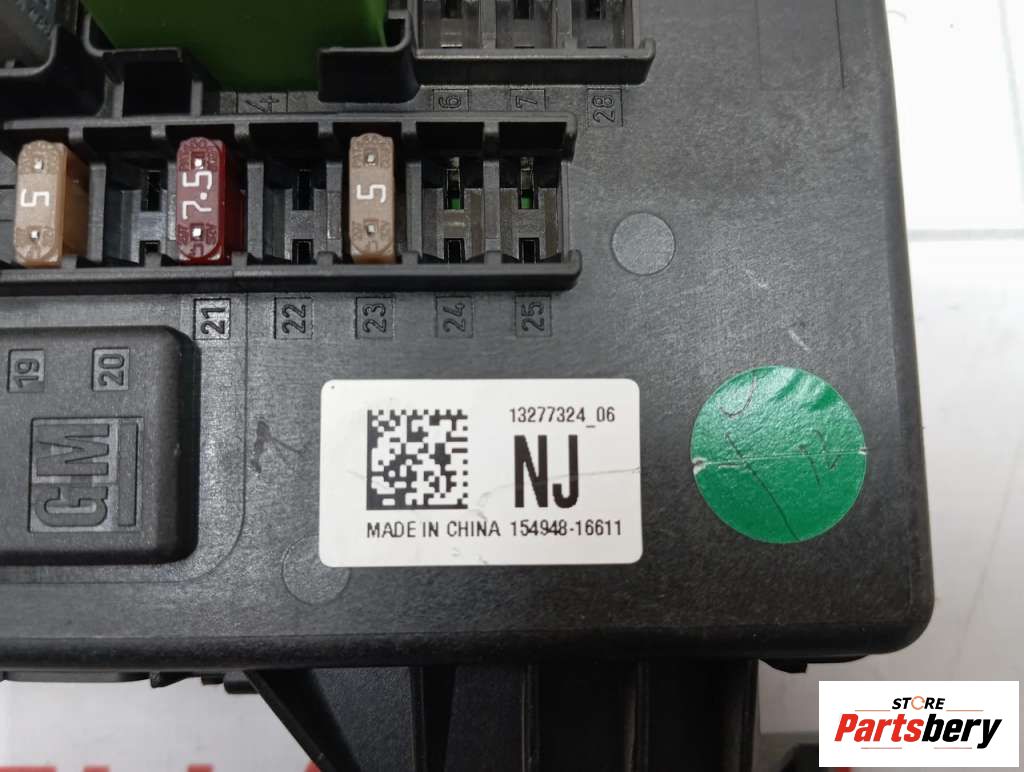 4 6 7 28
5 7.5 5
21 22 23 24 25
19 20
GM
13277324_06
NJ
MADE IN CHINA 154948-16611
STORE
Partsbery